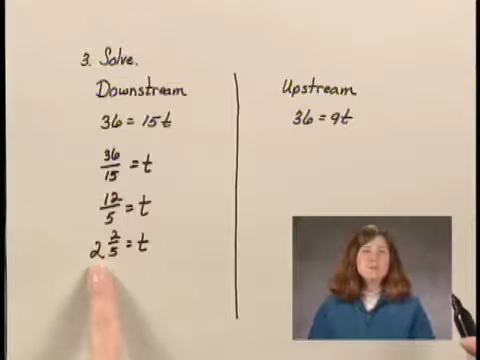 3. Solve.
Downstream
36 = 15t
36/15 = t
12/5 = t
2 2/5 = t
Upstream
36 = 9t